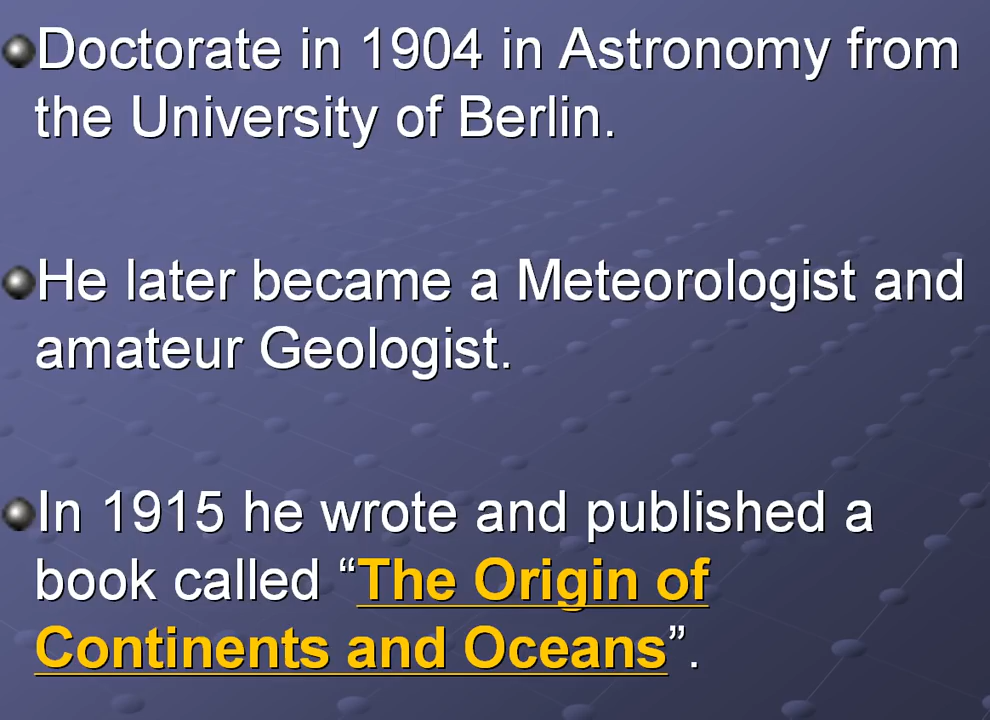 Doctorate in 1904 in Astronomy from
the University of Berlin.
He later became a Meteorologist and
amateur Geologist.
In 1915 he wrote and published a
book called “The Origin of
Continents and Oceans”.